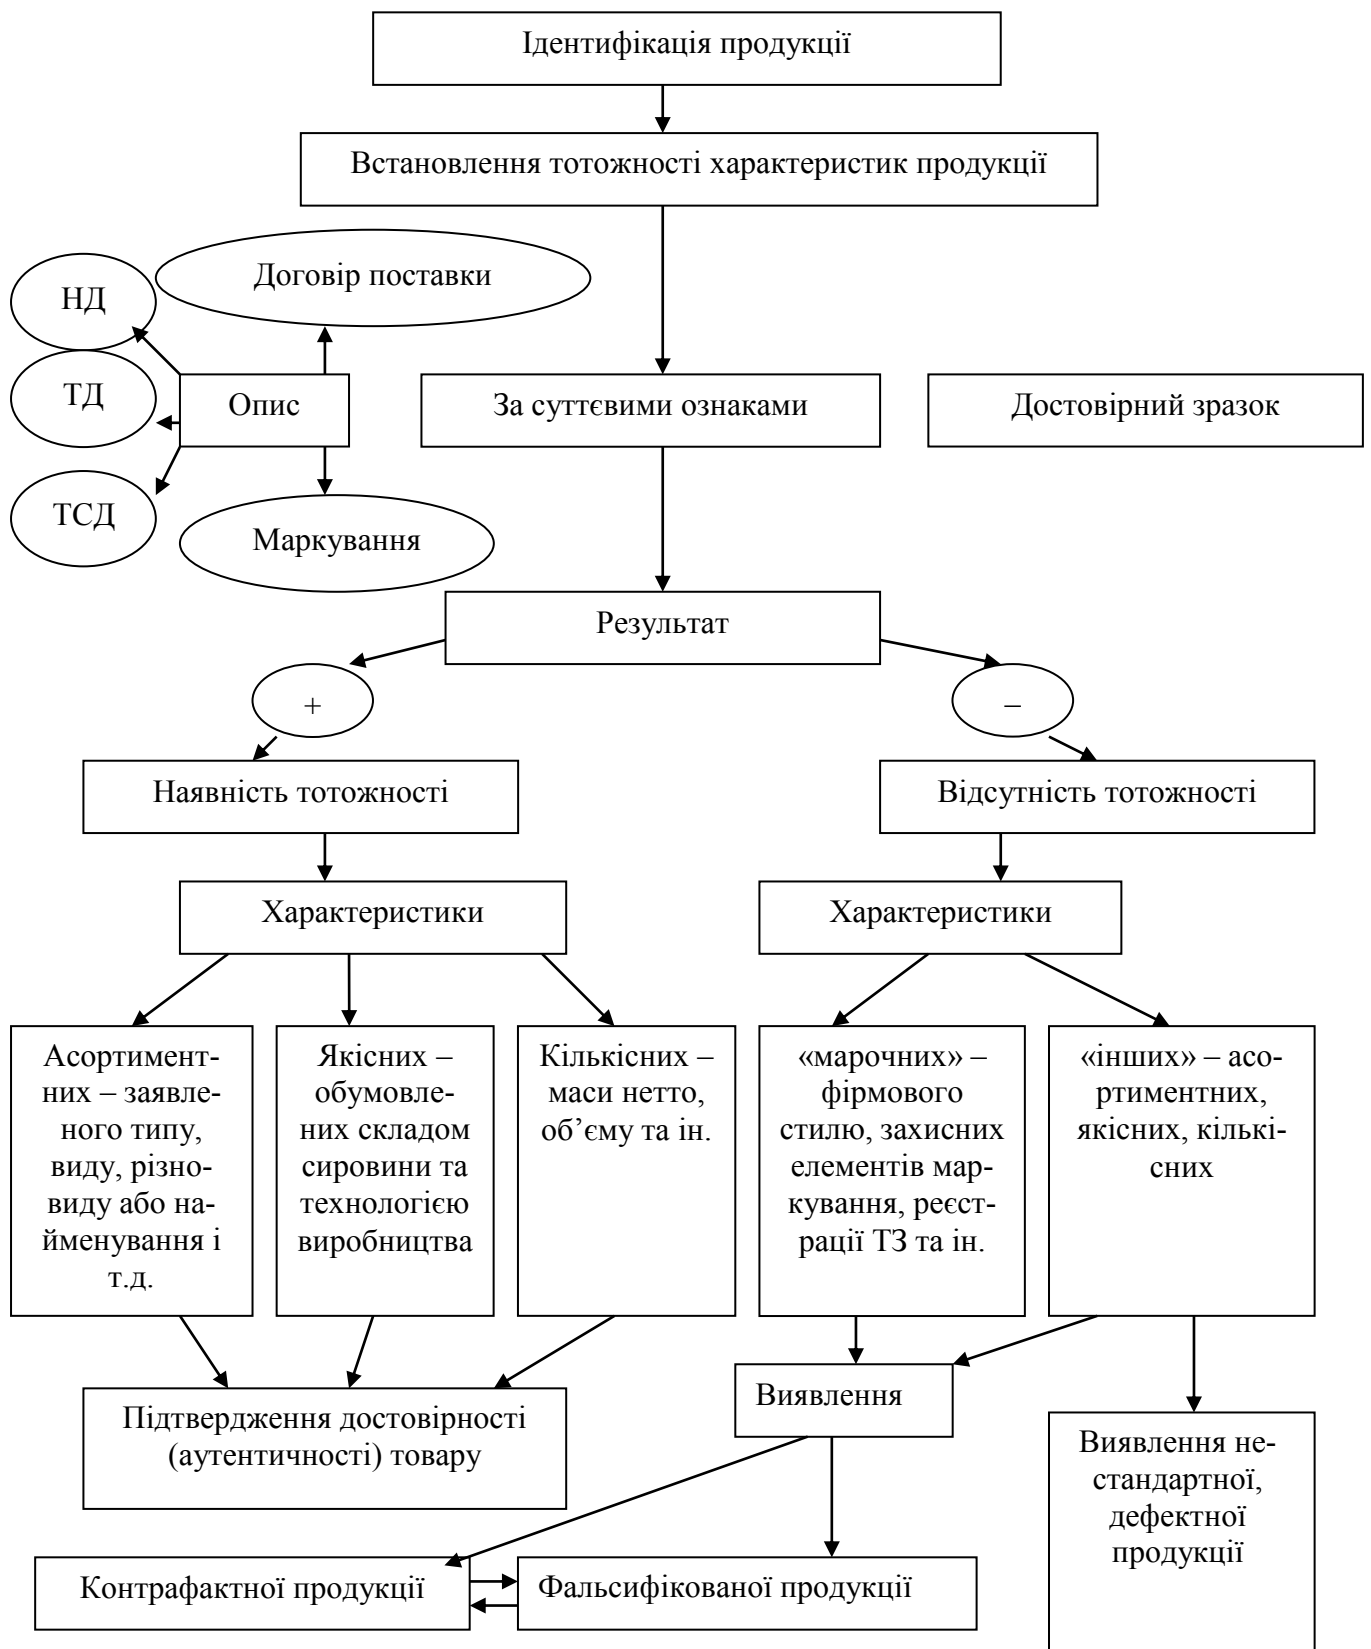 Ідентифікація продукції
Встановлення тотожності характеристик продукції
Договір поставки
НД
ТД
Опис
За суттєвими ознаками
Достовірний зразок
ТСД
Маркування
Результат
+
–
Наявність тотожності
Відсутність тотожності
Характеристики
Характеристики
Асортимент-
них – заявле-
ного типу,
виду, різно-
виду або на-
йменування і
т.д.
Якісних –
обумовле-
них складом
сировини та
технологією
виробництва
Кількісних –
маси нетто,
об’єму та ін.
«марочних» –
фірмового
стилю, захисних
елементів мар-
кування, реєст-
рації ТЗ та ін.
«інших» – асо-
ртиментних,
якісних, кількі-
сних
Підтвердження достовірності
(аутентичності) товару
Виявлення
Виявлення не-
стандартної,
дефектної
продукції
Контрафактної продукції
Фальсифікованої продукції